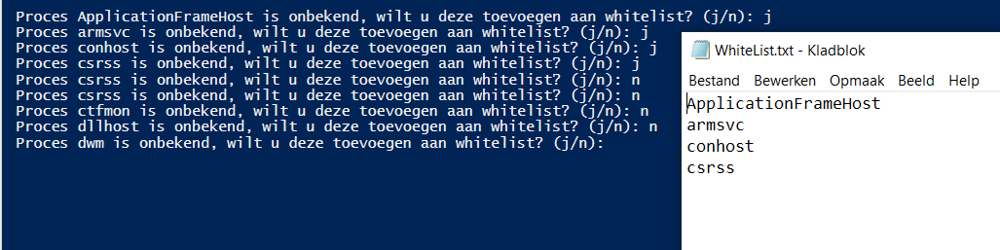 Proces ApplicationFrameHost is onbekend, wilt u deze toevoegen aan whitelist? (j/n): j
Proces armsvc is onbekend, wilt u deze toevoegen aan whitelist? (j/n): j
Proces conhost is onbekend, wilt u deze toevoegen aan whitelist? (j/n): j
Proces csrss is onbekend, wilt u deze toevoegen aan whitelist? (j/n): j
Proces csrss is onbekend, wilt u deze toevoegen aan whitelist? (j/n): n
Proces csrss is onbekend, wilt u deze toevoegen aan whitelist? (j/n): n
Proces ctfmon is onbekend, wilt u deze toevoegen aan whitelist? (j/n): n
Proces dllhost is onbekend, wilt u deze toevoegen aan whitelist? (j/n): n
Proces dwm is onbekend, wilt u deze toevoegen aan whitelist? (j/n):
WhiteList.txt - Kladblok
Bestand Bewerken Opmaak Beeld Help
ApplicationFrameHost
armsvc
conhost
csrss